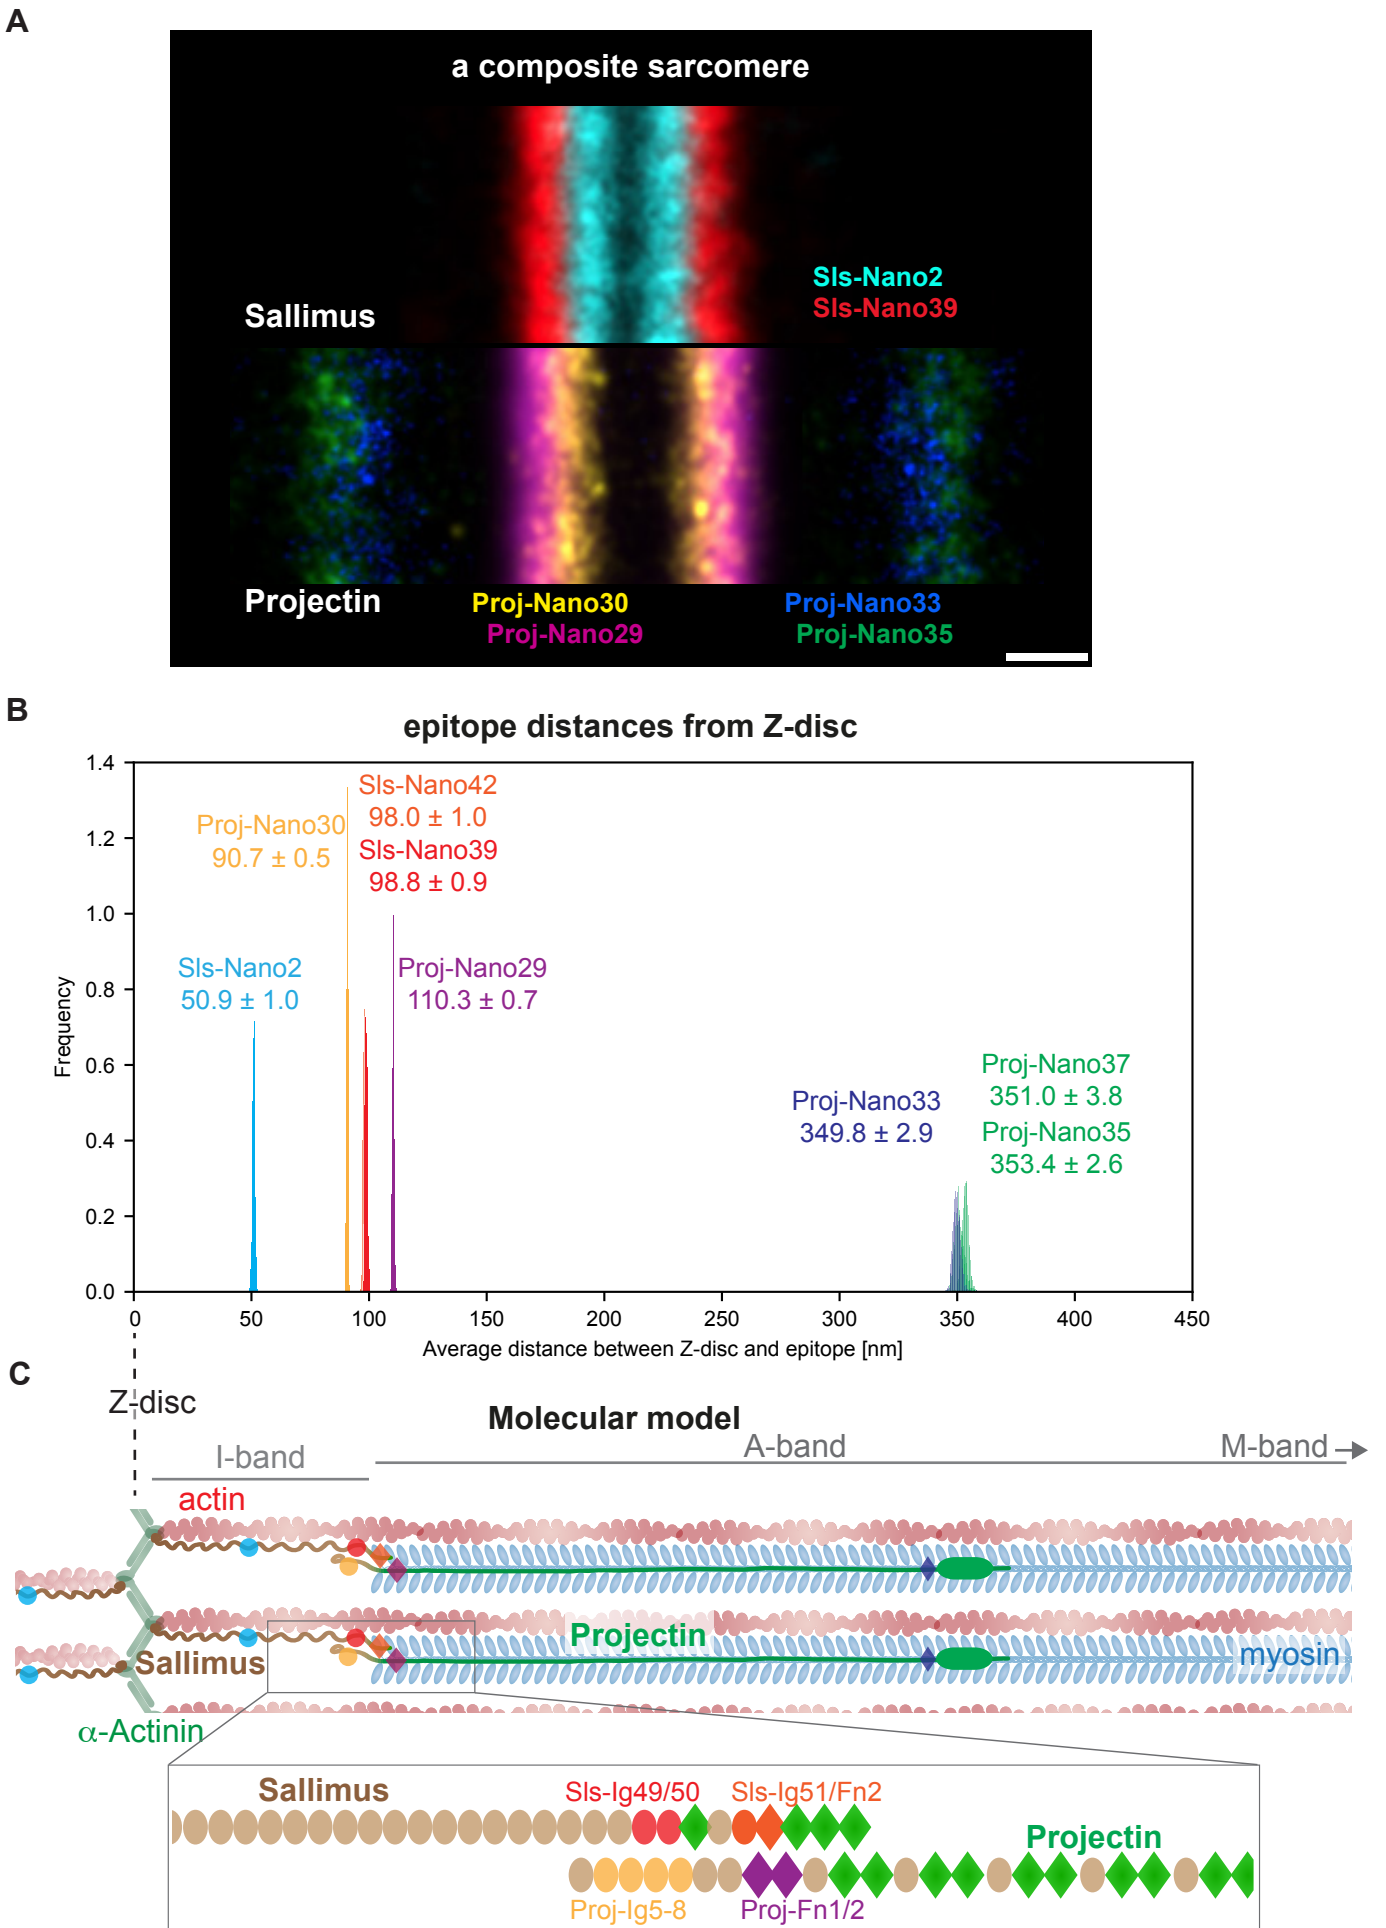 A
a composite sarcomere
Sls-Nano2
Sls-Nano39
Sallimus
Projectin
Proj-Nano30
Proj-Nano29
Proj-Nano33
Proj-Nano35
B
epitope distances from Z-disc
1.4
1.2
1.0
0.8
0.6
0.4
0.2
0.0
Frequency
Sls-Nano42
98.0 ± 1.0
Proj-Nano30
90.7 ± 0.5
Sls-Nano39
98.8 ± 0.9
Sls-Nano2
50.9 ± 1.0
Proj-Nano29
110.3 ± 0.7
Proj-Nano33
349.8 ± 2.9
Proj-Nano37
351.0 ± 3.8
Proj-Nano35
353.4 ± 2.6
0 50 100 150 200 250 300 350 400 450
Average distance between Z-disc and epitope [nm]
C
Z-disc
Molecular model
I-band
A-band
M-band
actin
Projectin
Sallimus
myosin
α-Actinin
Sallimus
Sls-Ig49/50
Sls-Ig51/Fn2
Projectin
Proj-Ig5-8
Proj-Fn1/2